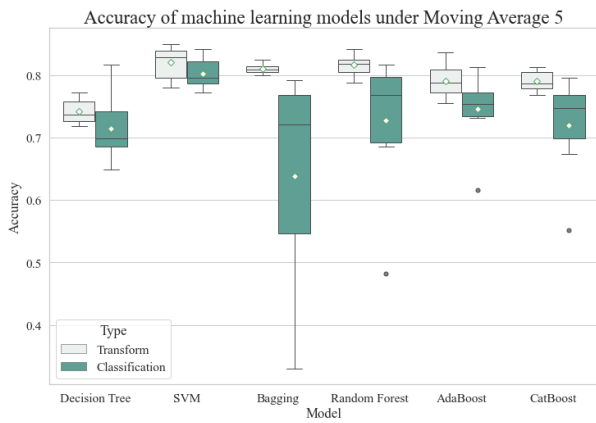 Accuracy of machine learning models under Moving Average 5
0.8
0.7
0.6
0.5
0.4
Accuracy
Type
Transform
Classification
Decision Tree SVM Bagging Random Forest AdaBoost CatBoost
Model